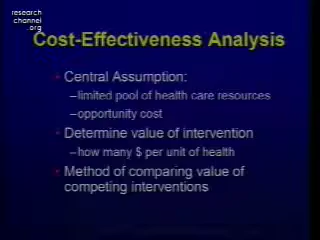 research
channel
.org
Cost-Effectiveness Analysis
Central Assumption:
–limited pool of health care resources
–opportunity cost
Determine value of intervention
–how many $ per unit of health
Method of comparing value of
competing interventions